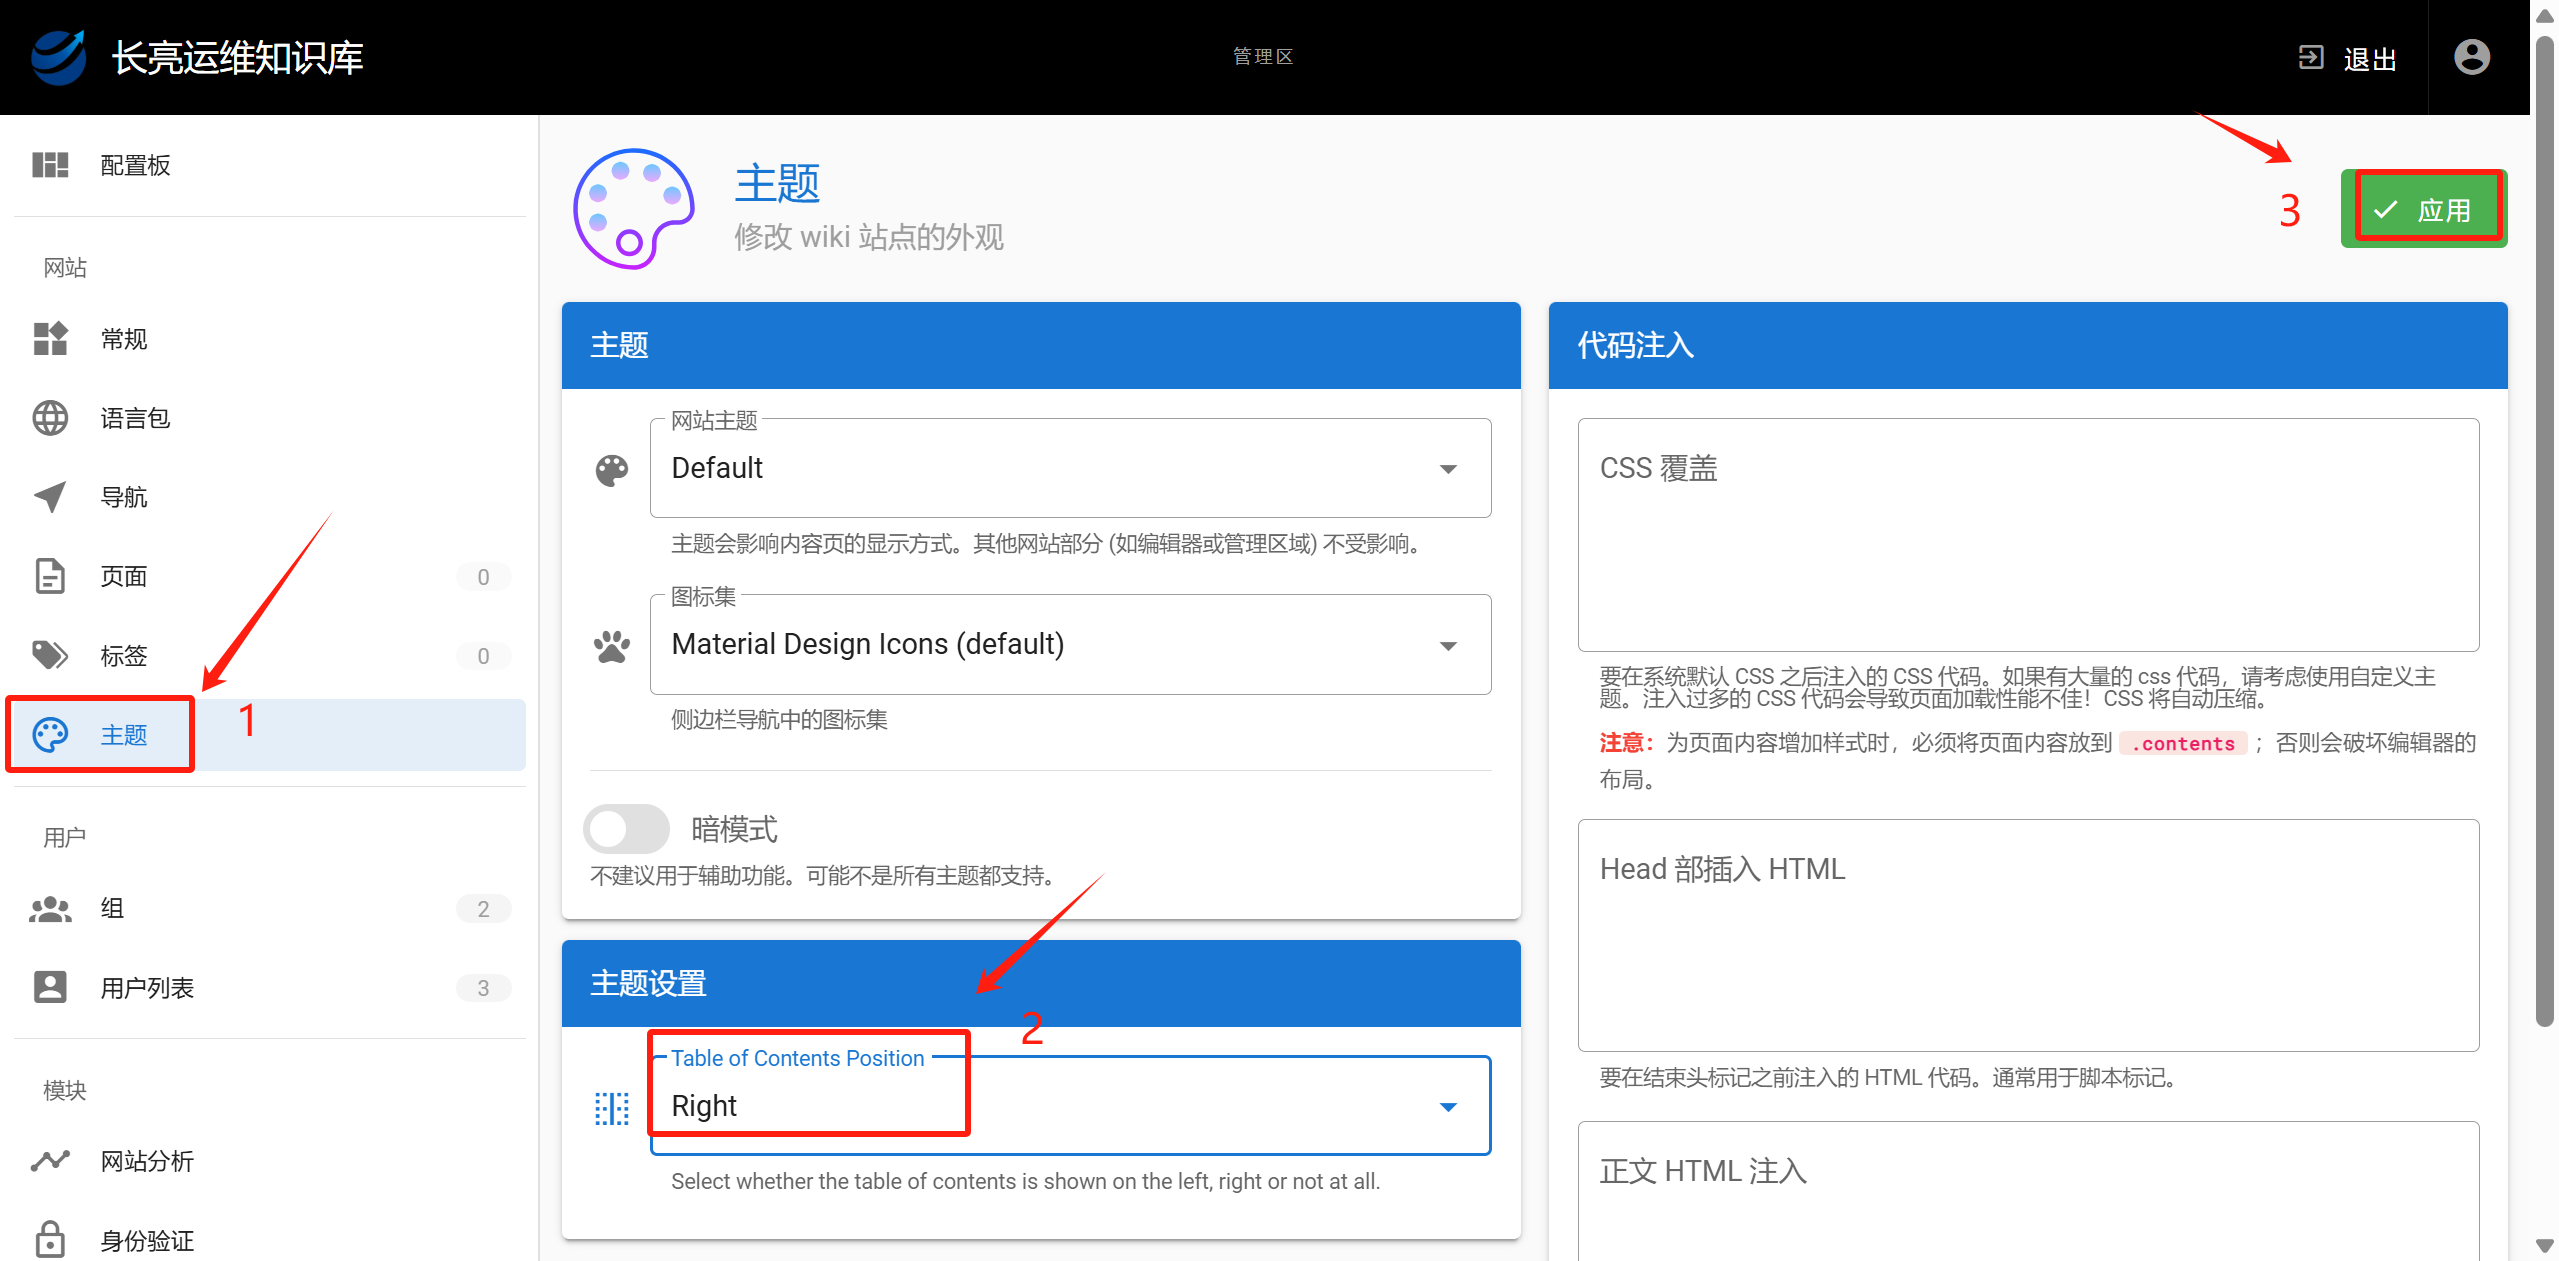 长亮运维知识库
管理区
退出
配置板
网站
常规
语言包
导航
页面
0
标签
0
主题
1
用户
组
2
用户列表
3
模块
网站分析
身份验证
主题
修改 wiki 站点的外观
3
应用
主题
网站主题
Default
主题会影响内容页的显示方式。其他网站部分 (如编辑器或管理区域) 不受影响。
图标集
Material Design Icons (default)
侧边栏导航中的图标集
暗模式
不建议用于辅助功能。可能不是所有主题都支持。
主题设置
2
Table of Contents Position
Right
Select whether the table of contents is shown on the left, right or not at all.
代码注入
CSS 覆盖
要在系统默认 CSS 之后注入的 CSS 代码。如果有大量的 css 代码，请考虑使用自定义主
题。注入过多的 CSS 代码会导致页面加载性能不佳！CSS 将自动压缩。
注意：为页面内容增加样式时，必须将页面内容放到 .contents ；否则会破坏编辑器的
布局。
Head 部插入 HTML
要在结束头标记之前注入的 HTML 代码。通常用于脚本标记。
正文 HTML 注入